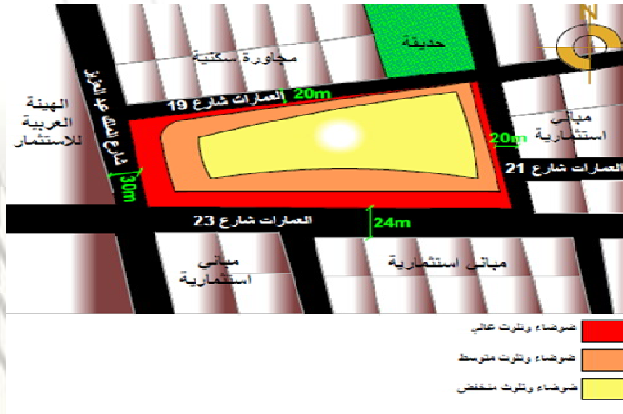 N
حديقة
مجاورة سكنية
20m
العمارات شارع 19
شارع الملك عبد العزيز
الهيئة
العربية
للاستثمار
مباني
استثمارية
20m
العمارات شارع 21
30m
العمارات شارع 23
24m
مباني
استثمارية
مباني استثمارية
ضوضاء وتلوث عالي
ضوضاء وتلوث متوسط
ضوضاء وتلوث منخفض